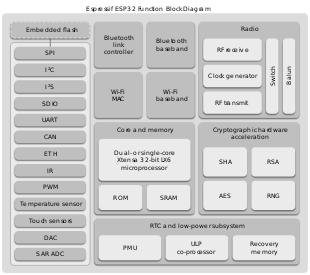 Espressif ESP32 Function Block Diagram
Embedded flash
SPI
I²C
I²S
SDIO
UART
CAN
ETH
IR
PWM
Temperature sensor
Touch sensors
DAC
SAR ADC
Bluetooth
link
controller
Bluetooth
baseband
Wi-Fi
MAC
Wi-Fi
baseband
Radio
RF receive
Clock generator
RF transmit
Switch
Balun
Core and memory
Dual- or single-core
Xtensa 32-bit LX6
microprocessor
ROM
SRAM
Cryptographic hardware
acceleration
SHA
RSA
AES
RNG
RTC and low-power subsystem
PMU
ULP
co-processor
Recovery
memory